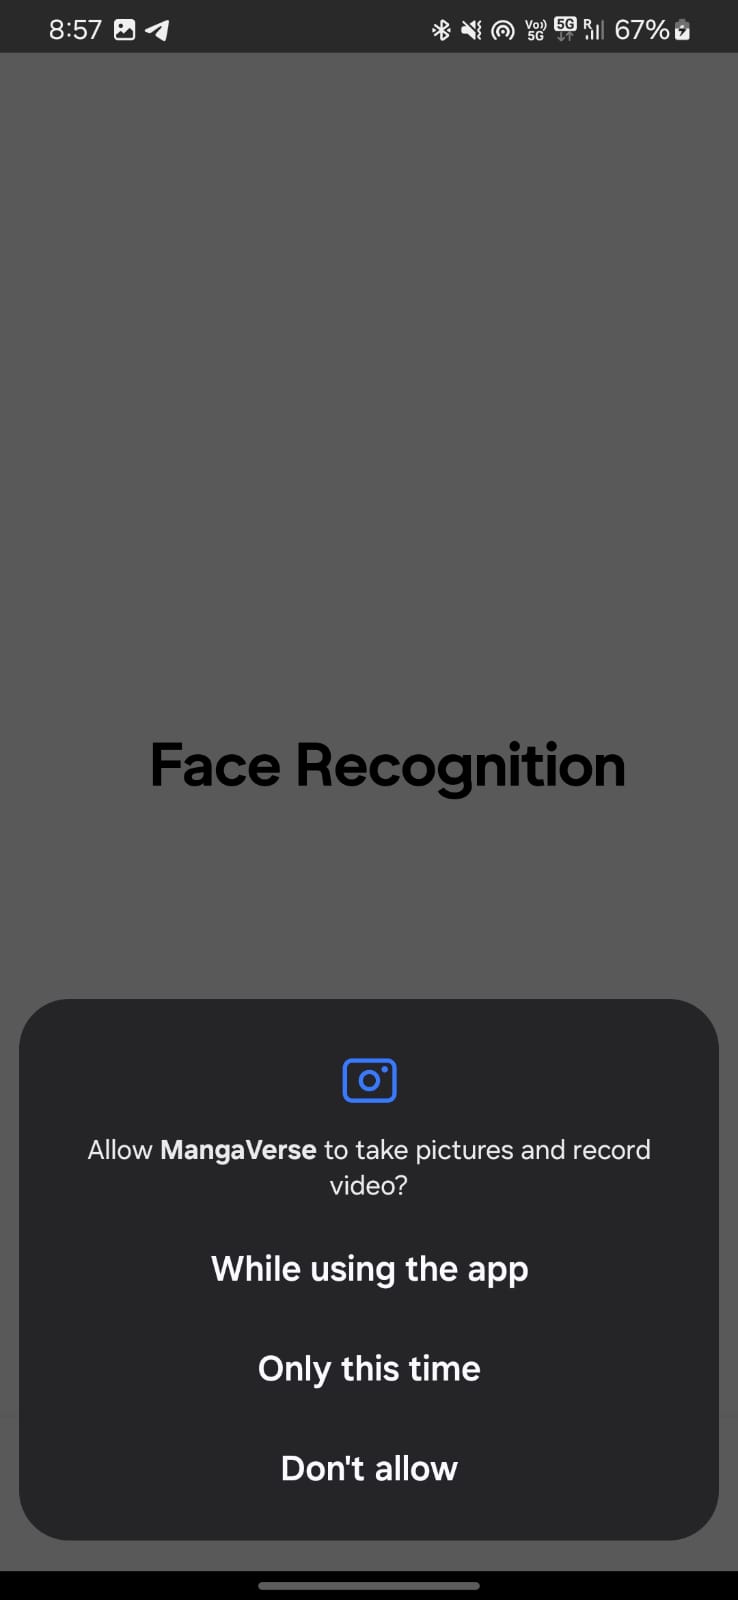 8:57 Vo)) 5G 5G R 67%
Face Recognition
Allow MangaVerse to take pictures and record
video?
While using the app
Only this time
Don't allow